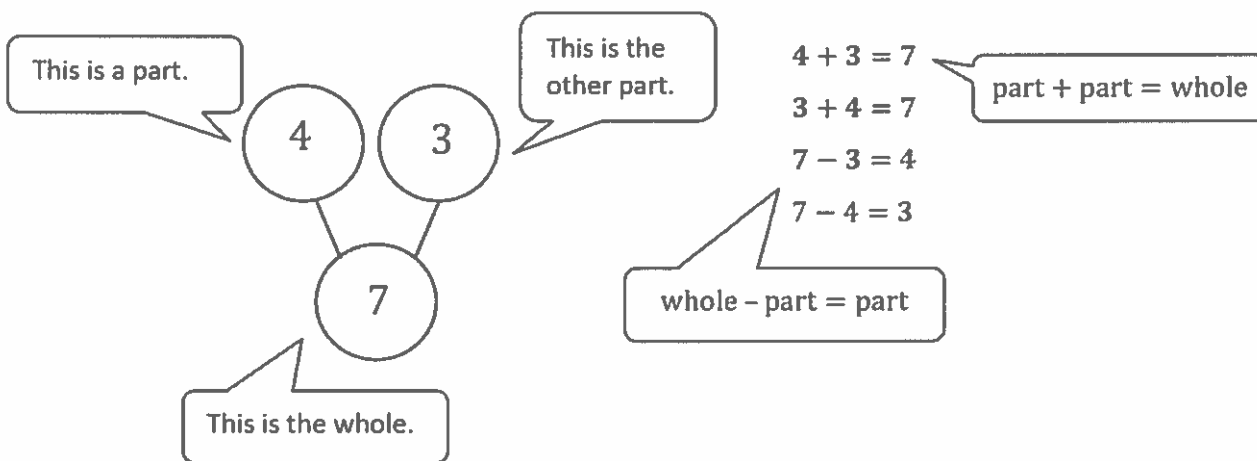 This is a part.
This is the
other part.
4
3
7
This is the whole.
4 + 3 = 7
part + part = whole
3 + 4 = 7
7 − 3 = 4
7 − 4 = 3
whole – part = part